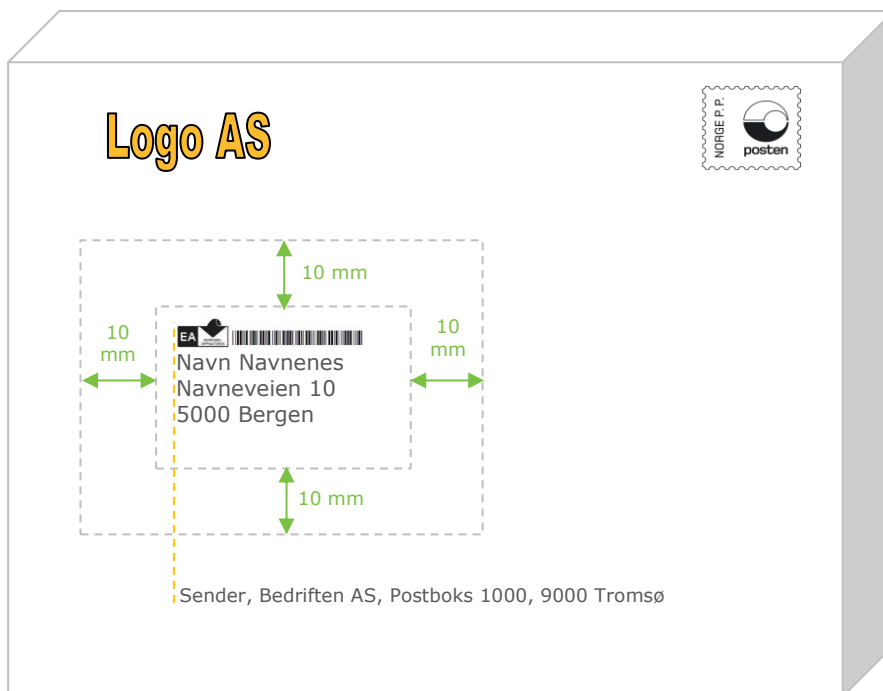 Logo AS
NORGE P. P.
posten
10 mm
10
mm
10
mm
EA
Navn Navnenes
Navneveien 10
5000 Bergen
10 mm
Sender, Bedriften AS, Postboks 1000, 9000 Tromsø